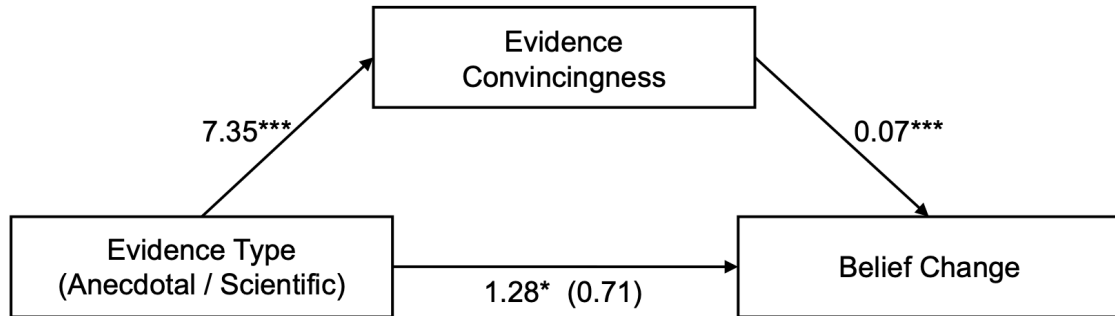 Evidence
Convincingness
7.35***
0.07***
Evidence Type
(Anecdotal / Scientific)
1.28* (0.71)
Belief Change